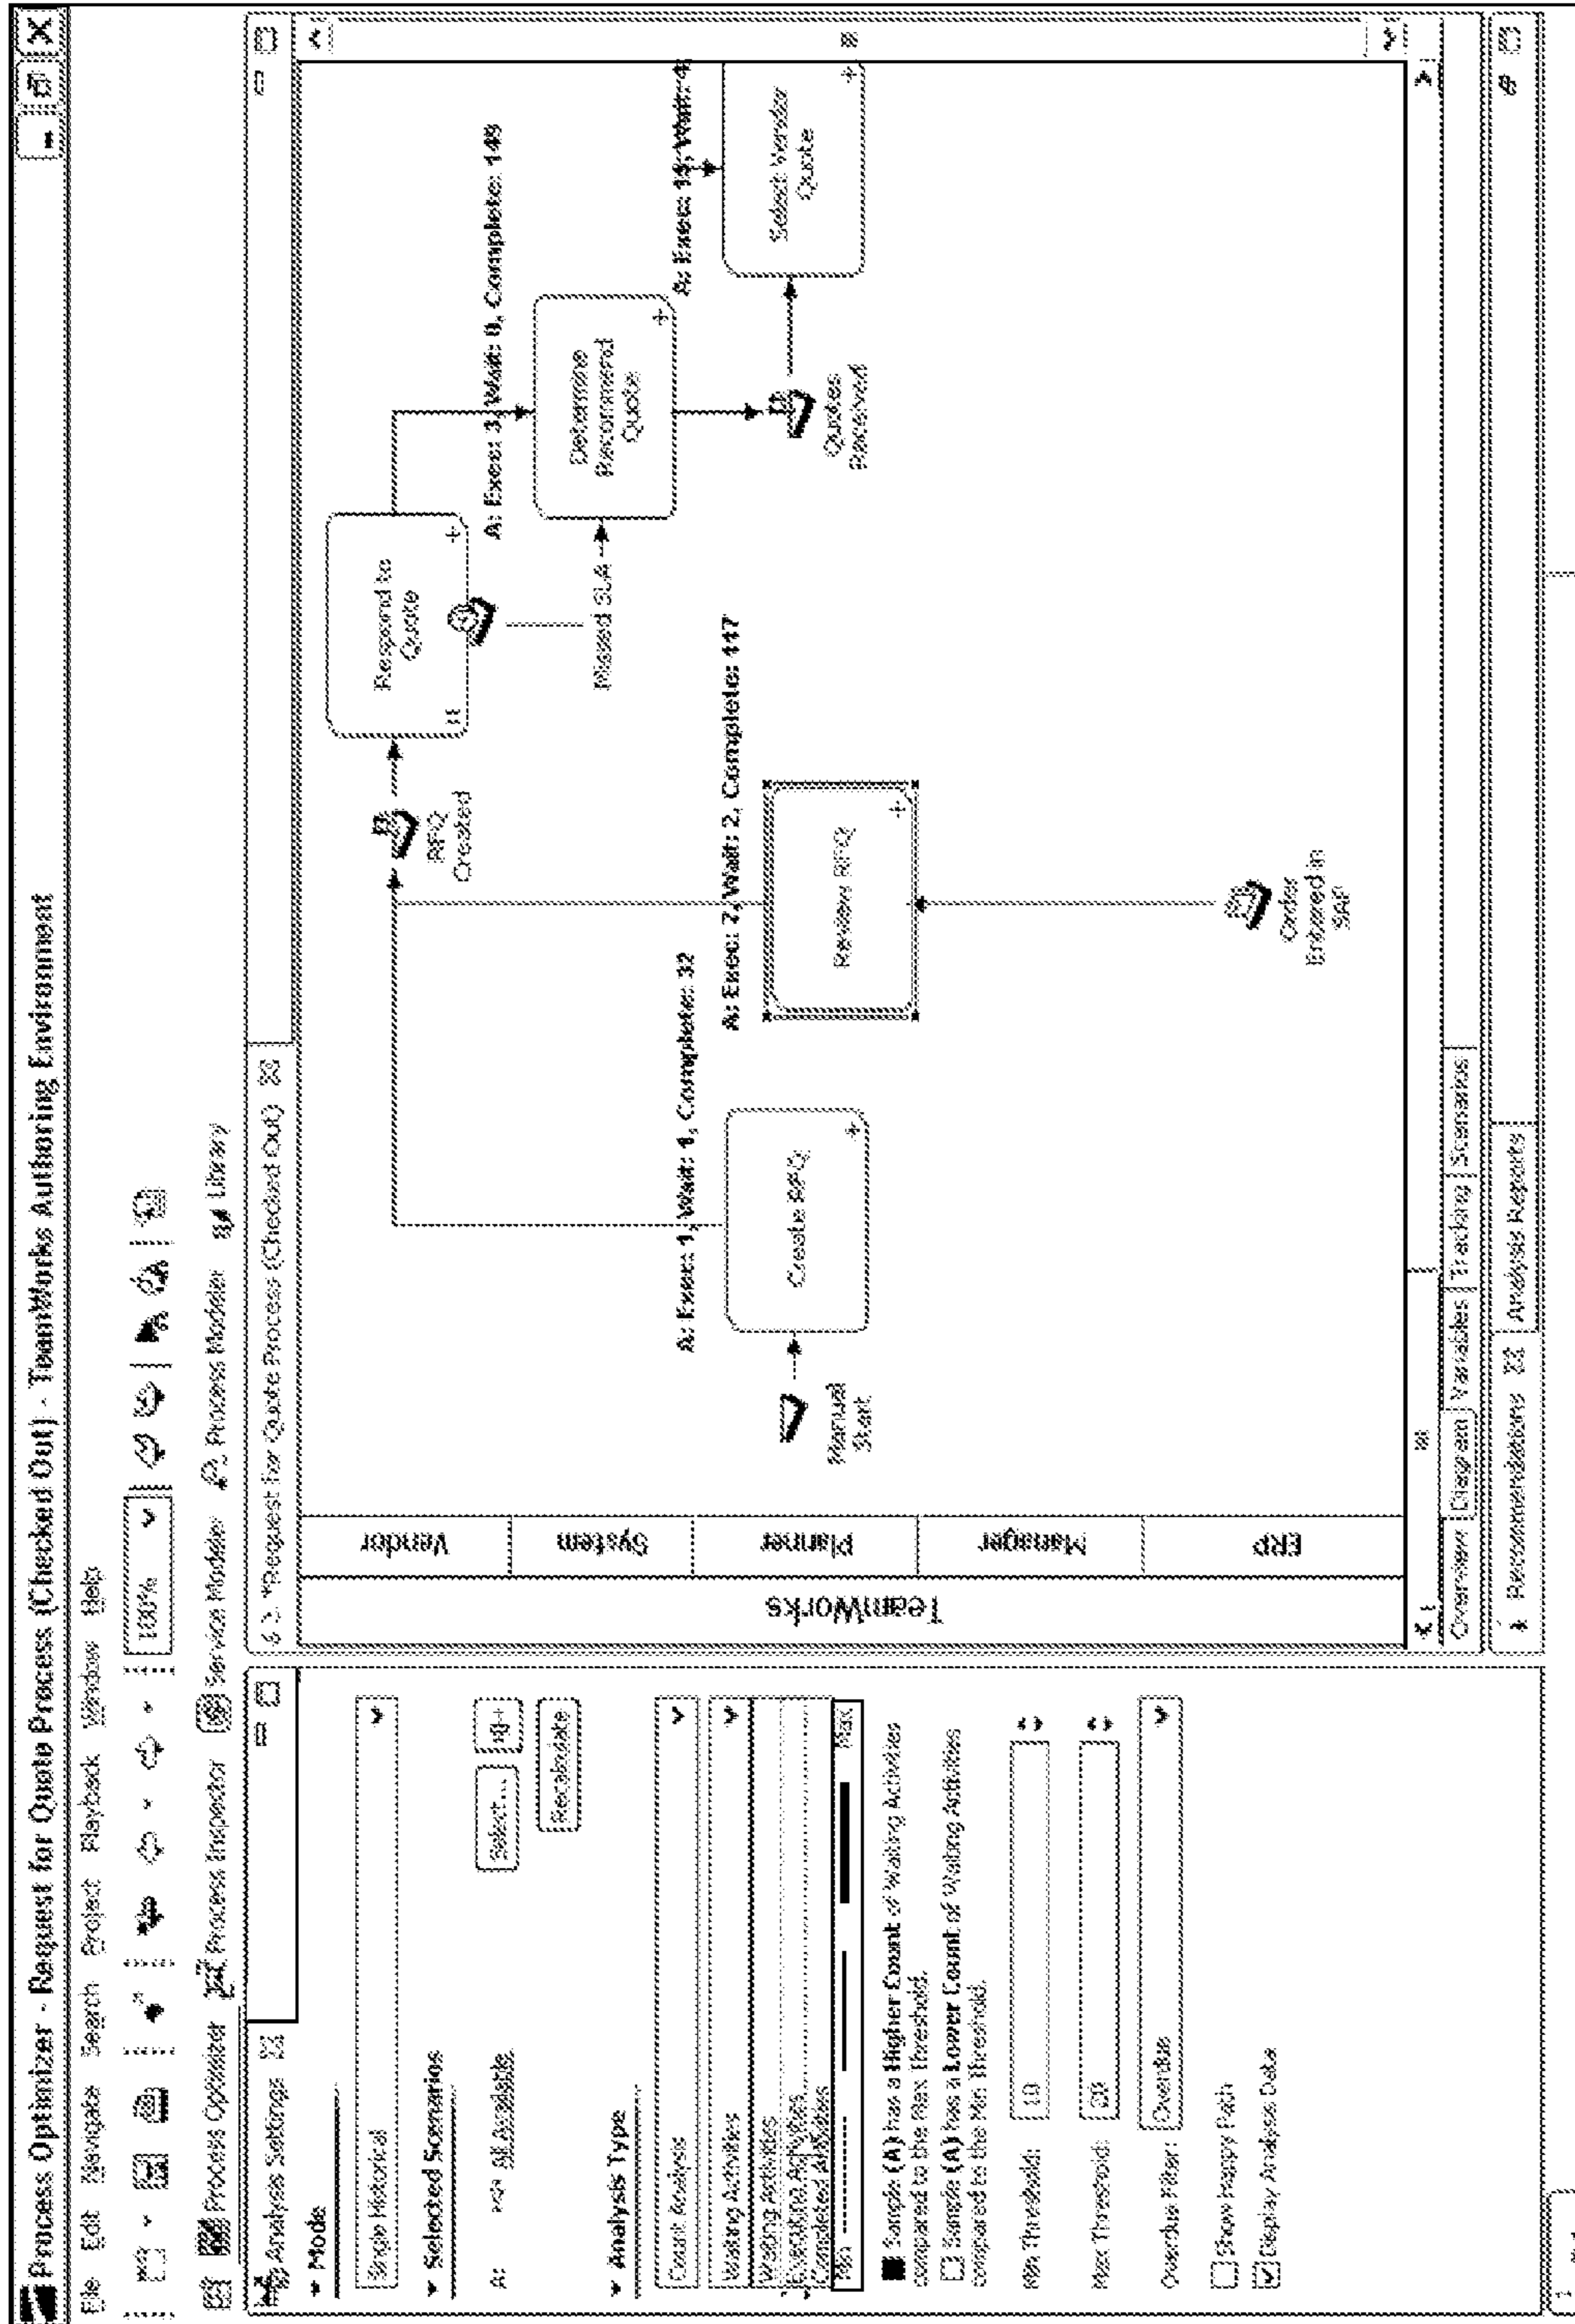 Process Optimizer - Request for Quote Process (Checked Out) - TeamWorks Authoring Environment
File Edit Navigate Search Project Playback Window Help
100%
Process Optimizer Process Inspector Service Modeler Process Modeler Library
Analysis Settings
Mode
Single Historical
Selected Scenarios
A: All Available
Select...
Recalculate
Analysis Type
Count Analysis
Waiting Activities
Waiting Activities
Executing Activities
Completed Activities
Min Max
Sample (A) has a Higher Count of Waiting Activities
compared to the Max Threshold.
Sample (A) has a Lower Count of Waiting Activities
compared to the Min Threshold.
Min Threshold: 10
Max Threshold: 20
Overdue Filter: Overdue
Show Happy Path
Display Analysis Data
*Request for Quote Process (Checked Out)
TeamWorks
Vendor
System
Planner
Manager
ERP
RFQ
Created
Respond to
Quote
A: Exec: 3, Wait: 0, Complete: 149
Missed SLA
Determine
Recommend
Quote
A: Exec: 1, Wait: 1, Complete: 32
Manual
Start
Create RFQ
A: Exec: 7, Wait: 2, Complete: 117
Review RFQ
Quotes
Received
Select Vendor
Quote
Order
Entered in
SAP
Overview Diagram Variables Tracking Scenarios
Recommendations Analysis Reports